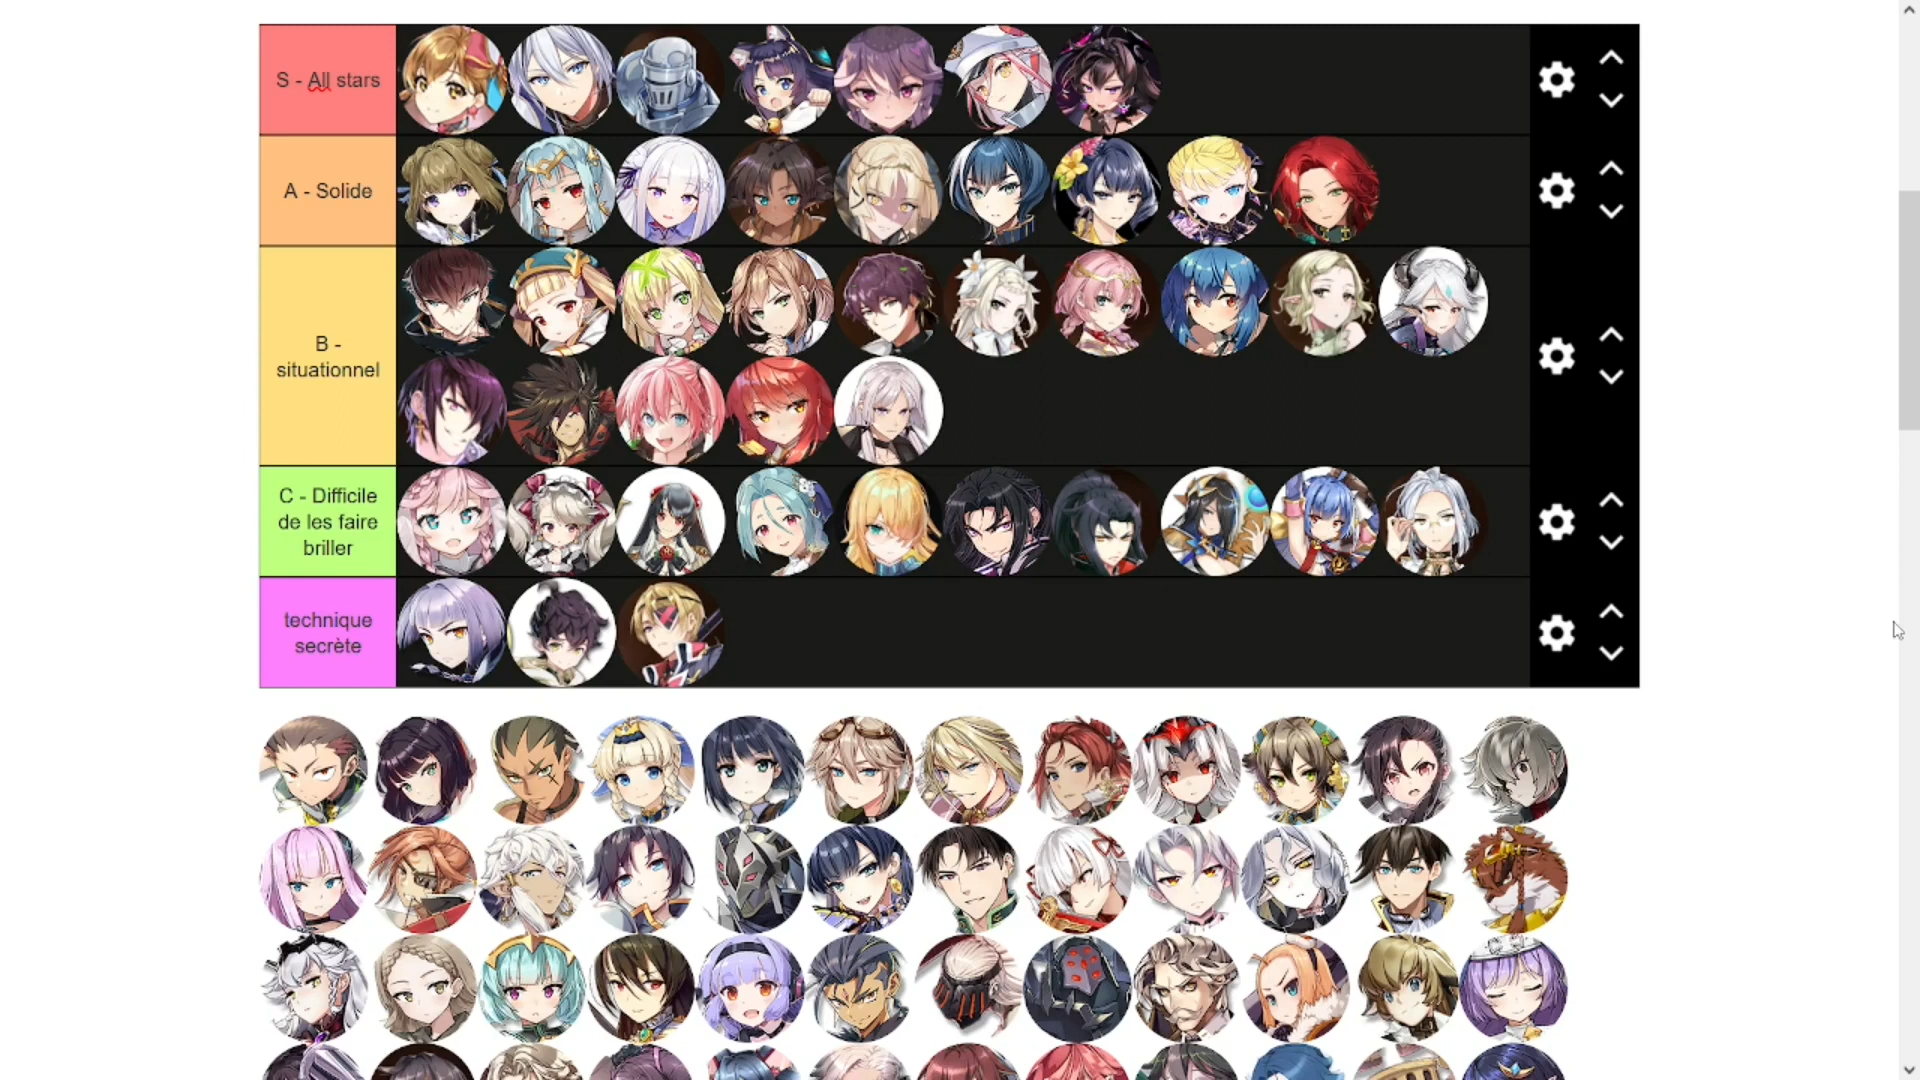 S - All stars
A - Solide
B -
situationnel
C - Difficile
de les faire
briller
technique
secrète